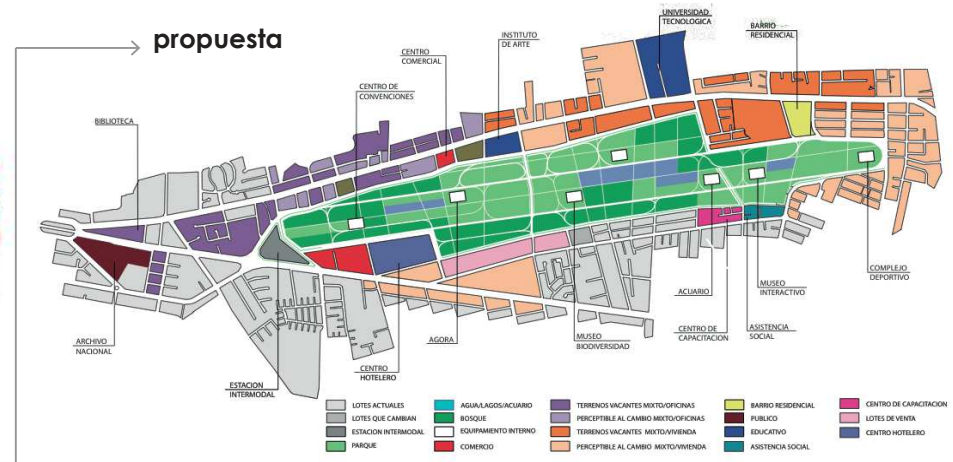 propuesta
UNIVERSIDAD
TECNOLOGICA
BARRIO
RESIDENCIAL
INSTITUTO
DE ARTE
CENTRO
COMERCIAL
CENTRO DE
CONVENCIONES
BIBLIOTECA
COMPLEJO
DEPORTIVO
MUSEO
INTERACTIVO
ACUARIO
ASISTENCIA
SOCIAL
CENTRO DE
CAPACITACION
MUSEO
BIODIVERSIDAD
AGORA
ARCHIVO
NACIONAL
CENTRO
HOTELERO
ESTACION
INTERMODAL
LOTES ACTUALES
LOTES QUE CAMBIAN
ESTACION INTERMODAL
PARQUE
AGUA/LAGOS/ACUARIO
BOSQUE
EQUIPAMIENTO INTERNO
COMERCIO
TERRENOS VACANTES MIXTO/OFICINAS
PERCEPTIBLE AL CAMBIO MIXTO/OFICINAS
TERRENOS VACANTES MIXTO/VIVIENDA
PERCEPTIBLE AL CAMBIO MIXTO/VIVIENDA
BARRIO RESIDENCIAL
PUBLICO
EDUCATIVO
ASISTENCIA SOCIAL
CENTRO DE CAPACITACION
LOTES DE VENTA
CENTRO HOTELERO